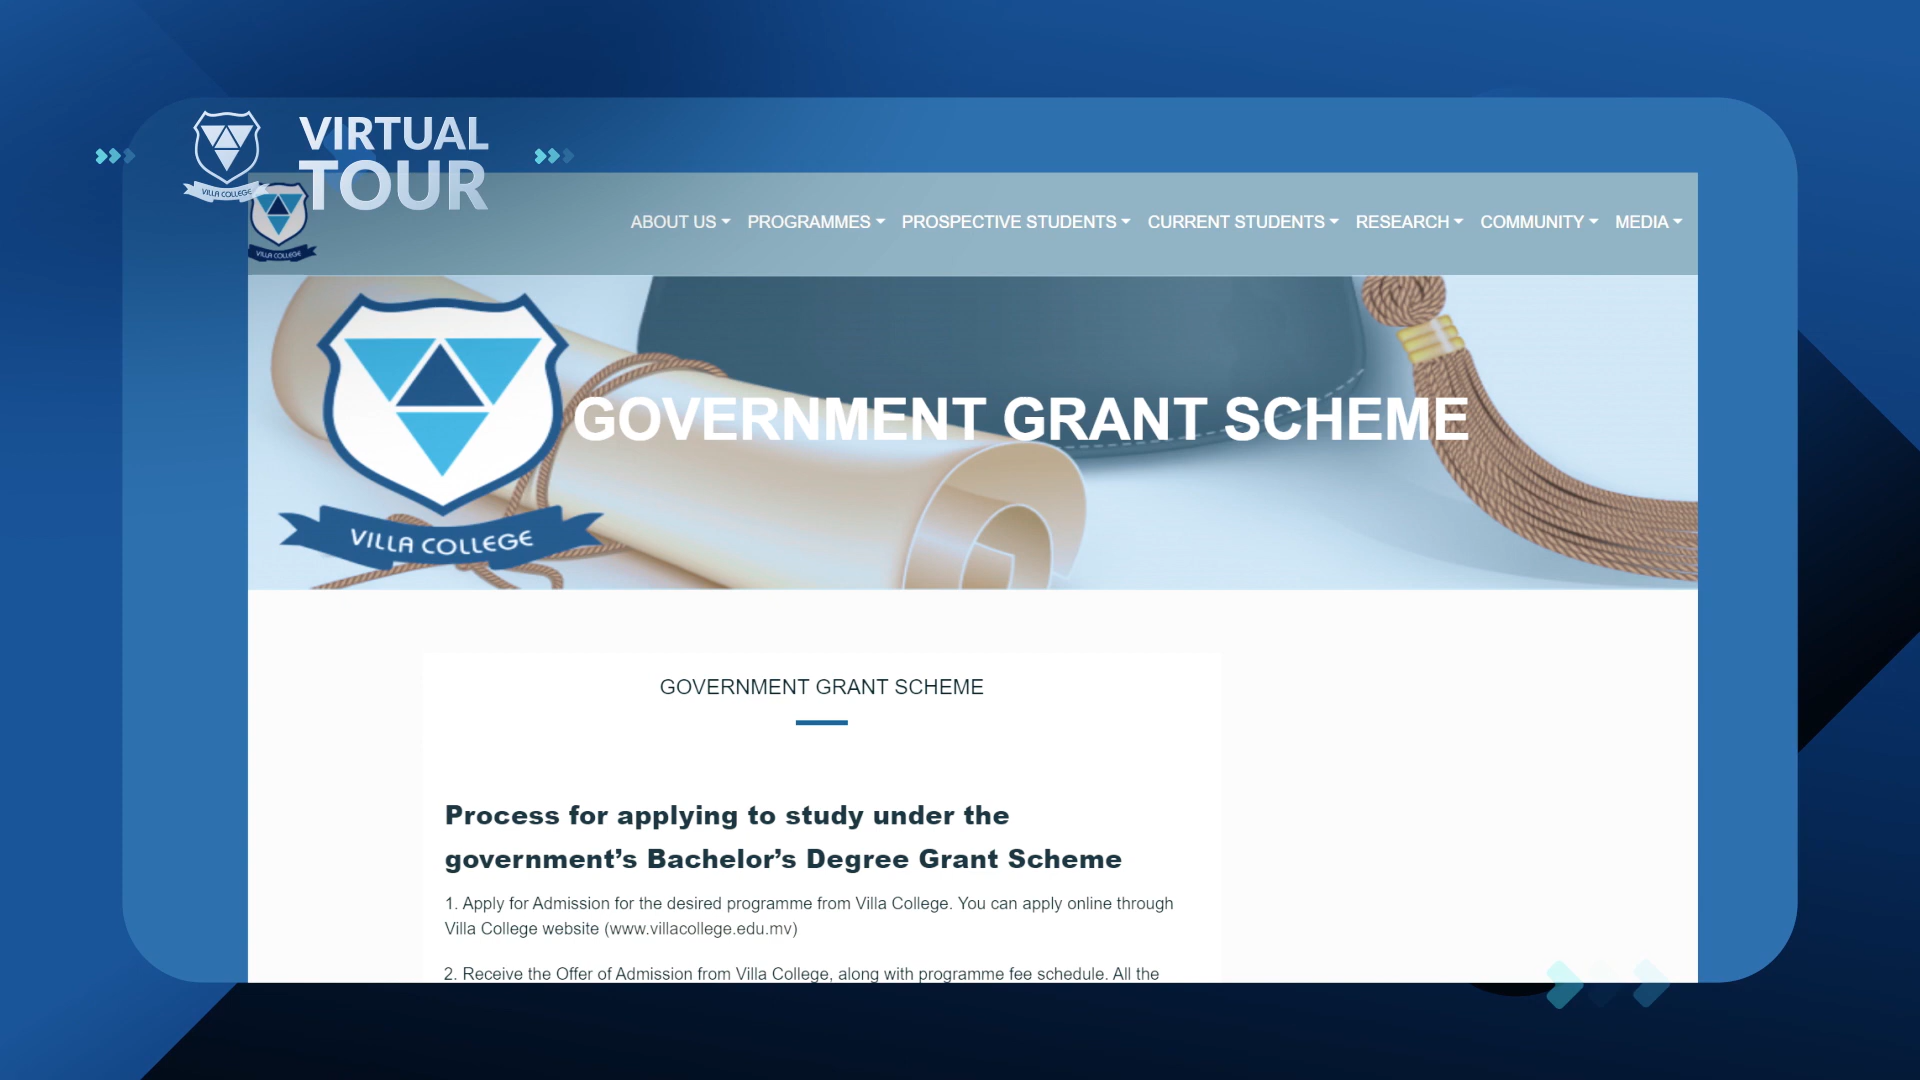 VIRTUAL
TOUR
VILLA COLLEGE
VILLA COLLEGE
ABOUT US PROGRAMMES PROSPECTIVE STUDENTS CURRENT STUDENTS RESEARCH COMMUNITY MEDIA
GOVERNMENT GRANT SCHEME
VILLA COLLEGE
GOVERNMENT GRANT SCHEME
Process for applying to study under the
government’s Bachelor’s Degree Grant Scheme
1. Apply for Admission for the desired programme from Villa College. You can apply online through
Villa College website (www.villacollege.edu.mv)
2. Receive the Offer of Admission from Villa College, along with programme fee schedule. All the